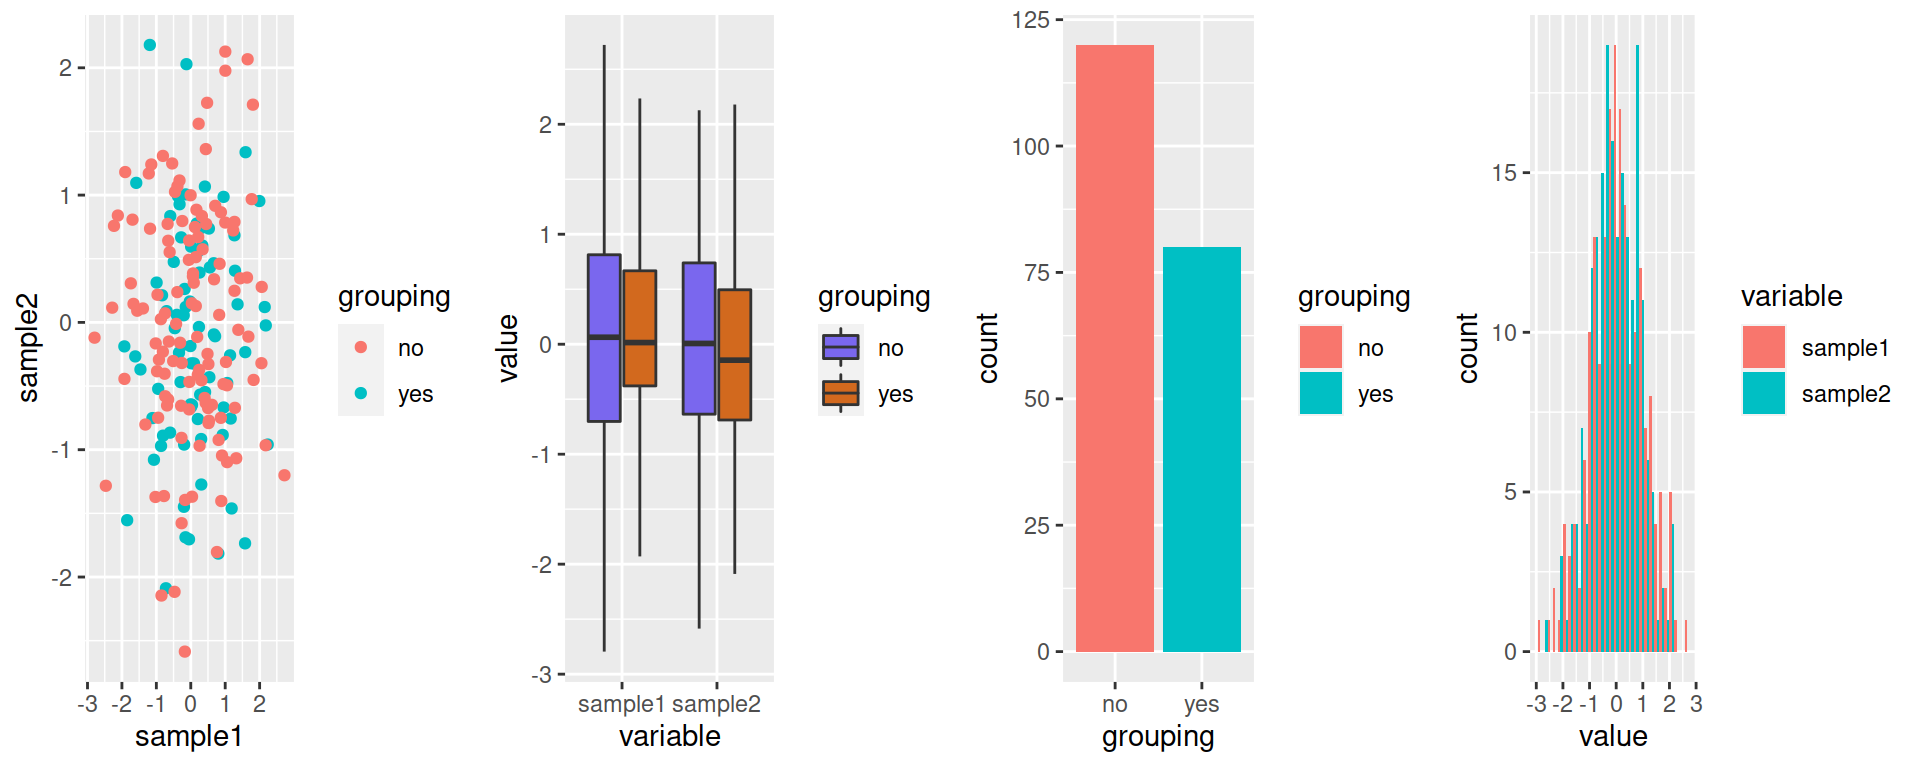 sample2
2
1
0
-1
-2
-3 -2 -1 0 1 2
sample1
grouping
no
yes
value
2
1
0
-1
-2
-3
sample1 sample2
variable
grouping
no
yes
count
125
100
75
50
25
0
no yes
grouping
grouping
no
yes
count
15
10
5
0
-3 -2 -1 0 1 2 3
value
variable
sample1
sample2